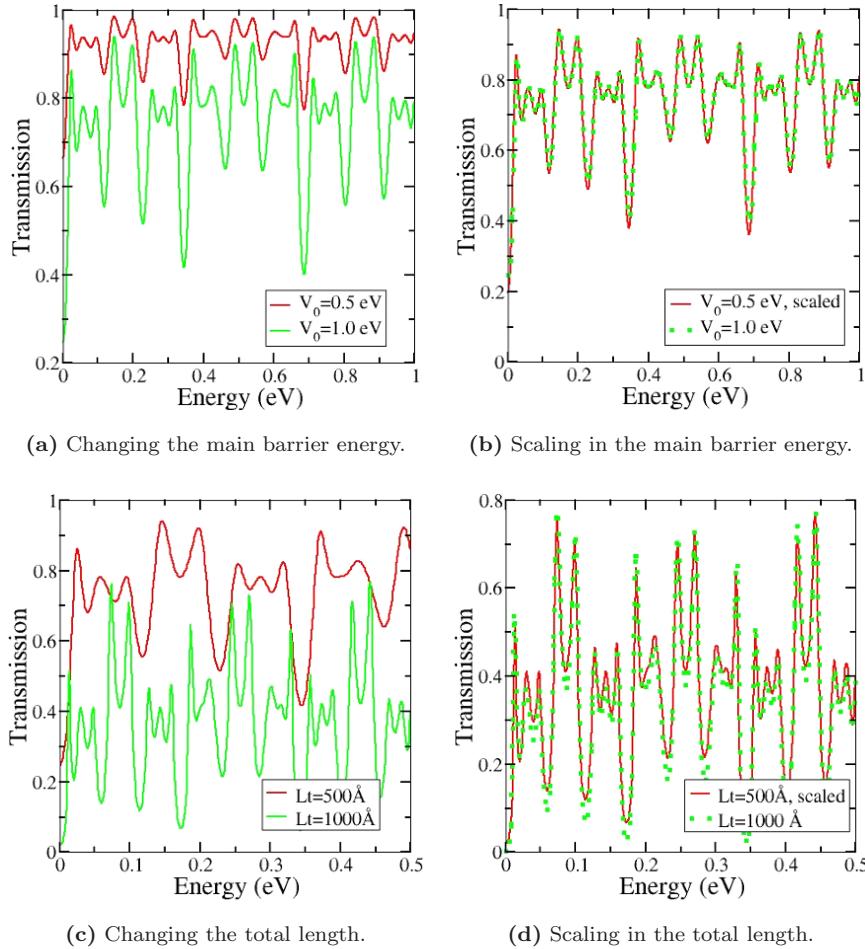 1
0.8
0.6
0.4
0.2
Transmission
0
0.2
0.4
0.6
0.8
1
Energy (eV)
V_0=0.5 eV
V_0=1.0 eV
(a) Changing the main barrier energy.
1
0.8
0.6
0.4
0.2
0
Transmission
0
0.2
0.4
0.6
0.8
1
Energy (eV)
V_0=0.5 eV, scaled
V_0=1.0 eV
(b) Scaling in the main barrier energy.
1
0.8
0.6
0.4
0.2
0
Transmission
0
0.1
0.2
0.3
0.4
0.5
Energy (eV)
Lt=500Å
Lt=1000Å
(c) Changing the total length.
0.8
0.6
0.4
0.2
0
Transmission
0
0.1
0.2
0.3
0.4
0.5
Energy (eV)
Lt=500Å, scaled
Lt=1000 Å
(d) Scaling in the total length.